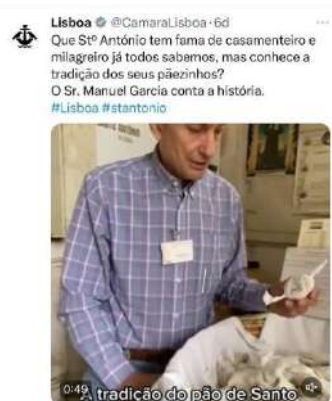 Lisboa @CamaraLisboa·6d
Que Stº António tem fama de casamenteiro e
milagreiro já todos sabemos, mas conhece a
tradição dos seus pãezinhos?
O Sr. Manuel Garcia conta a história.
#Lisboa #stantonio
0:49
A tradição do pão de Santo